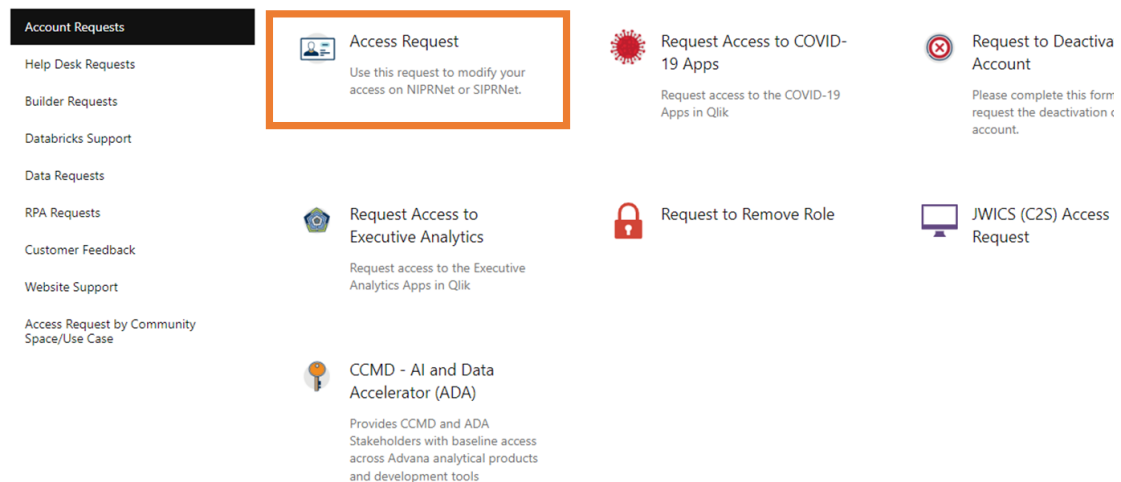 Account Requests
Help Desk Requests
Builder Requests
Databricks Support
Data Requests
RPA Requests
Customer Feedback
Website Support
Access Request by Community
Space/Use Case
Access Request
Use this request to modify your
access on NIPRNet or SIPRNet.
Request Access to COVID-
19 Apps
Request access to the COVID-19
Apps in Qlik
Request to Deactiva
Account
Please complete this form
request the deactivation
account.
Request Access to
Executive Analytics
Request access to the Executive
Analytics Apps in Qlik
Request to Remove Role
JWICS (C2S) Access
Request
CCMD - AI and Data
Accelerator (ADA)
Provides CCMD and ADA
Stakeholders with baseline access
across Advana analytical products
and development tools